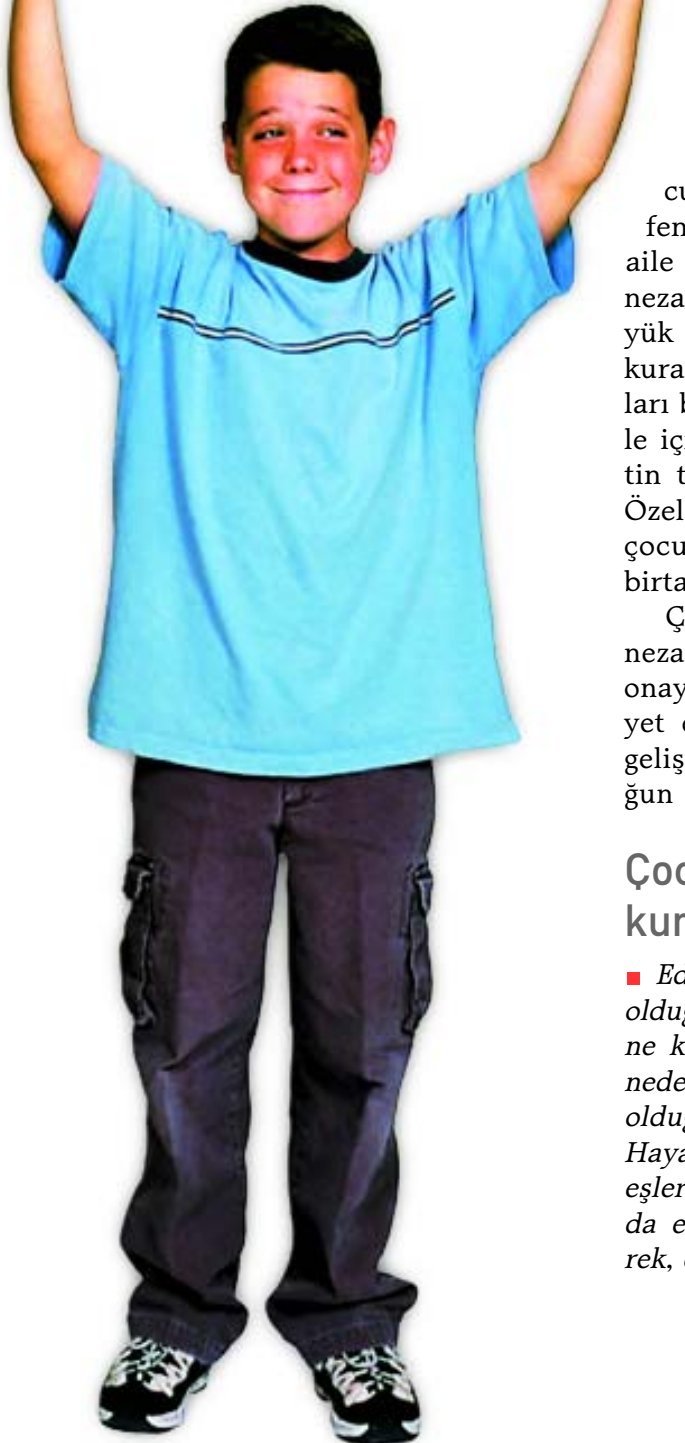 cu
fen
aile
neza
yük
kura
ları b
le iç
tin t
Özel
çocu
birta
Ç
neza
onay
yet
geliş
ğun
Çoc
kur
■ Ed
olduğ
ne k
nede
olduğ
Haya
eşler
da e
rek,